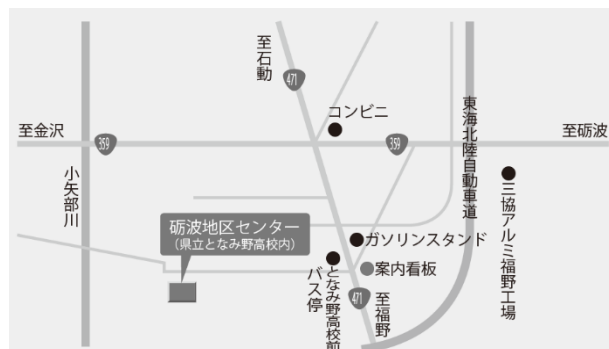 至石動
471
コンビニ
至金沢
359
359
至砺波
東海北陸自動車道
小矢部川
三協アルミ福野工場
砺波地区センター
（県立となみ野高校内）
ガソリンスタンド
案内看板
となみ野高校前
バス停
471
至福野